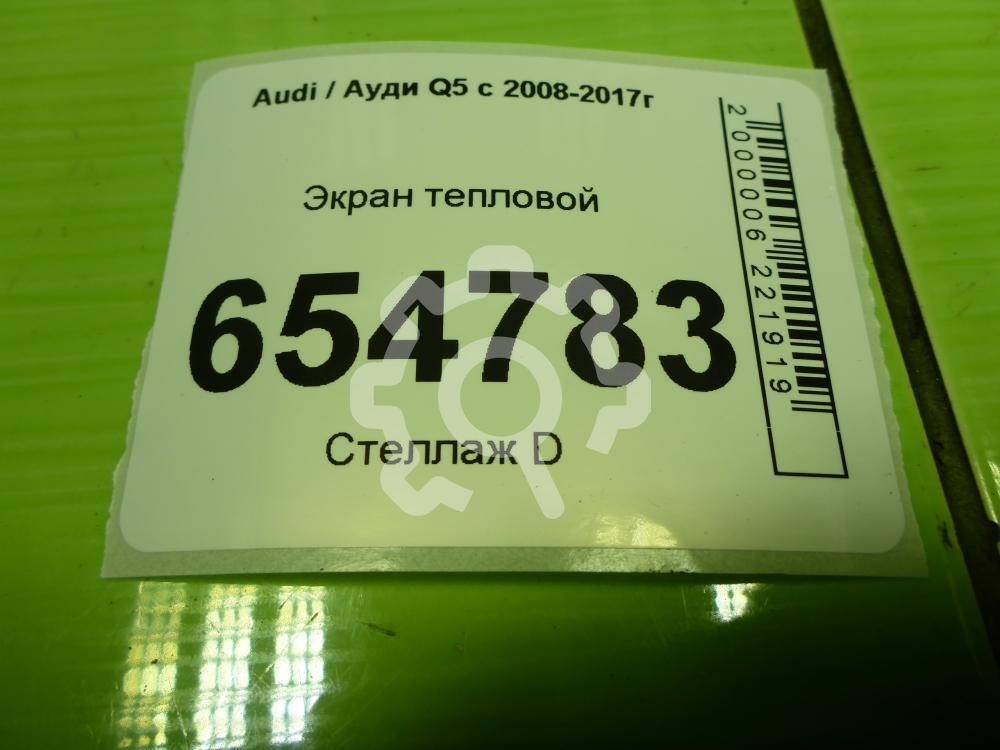 Audi / Ауди Q5 с 2008-2017г
Экран тепловой
654783
Стеллаж D
2000006221919